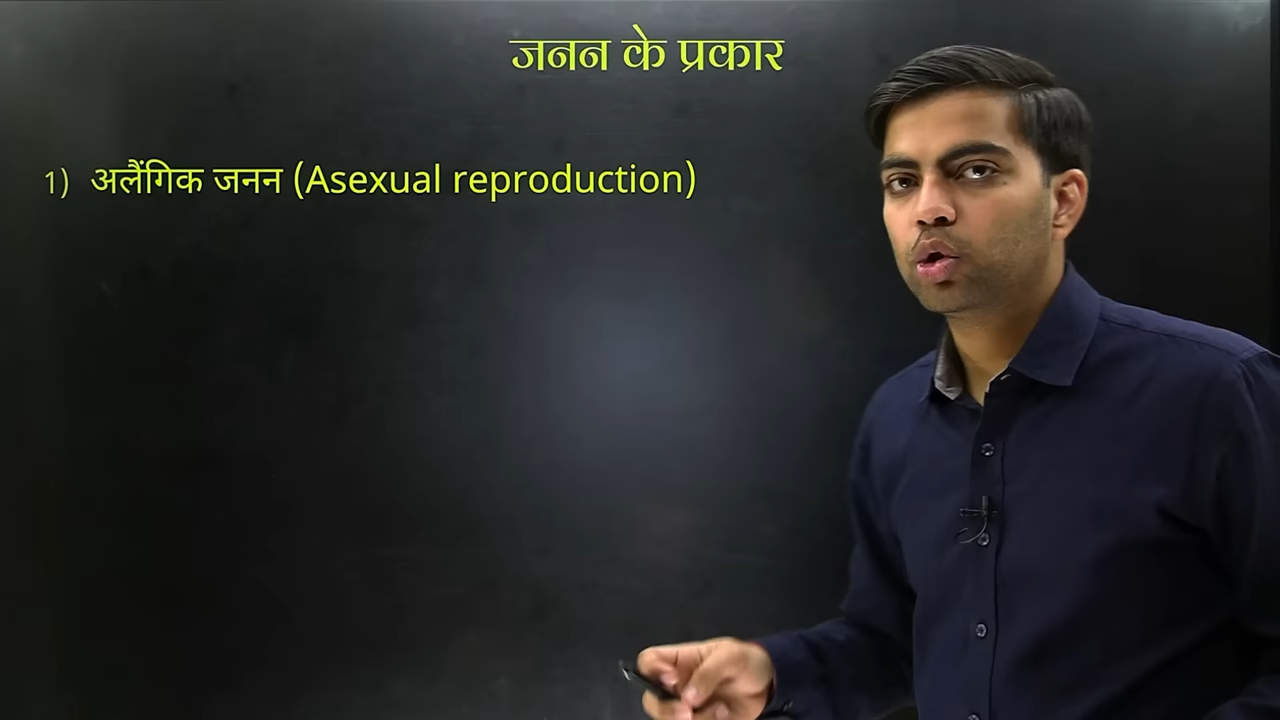 जनन के प्रकार
1) अलैंगिक जनन (Asexual reproduction)